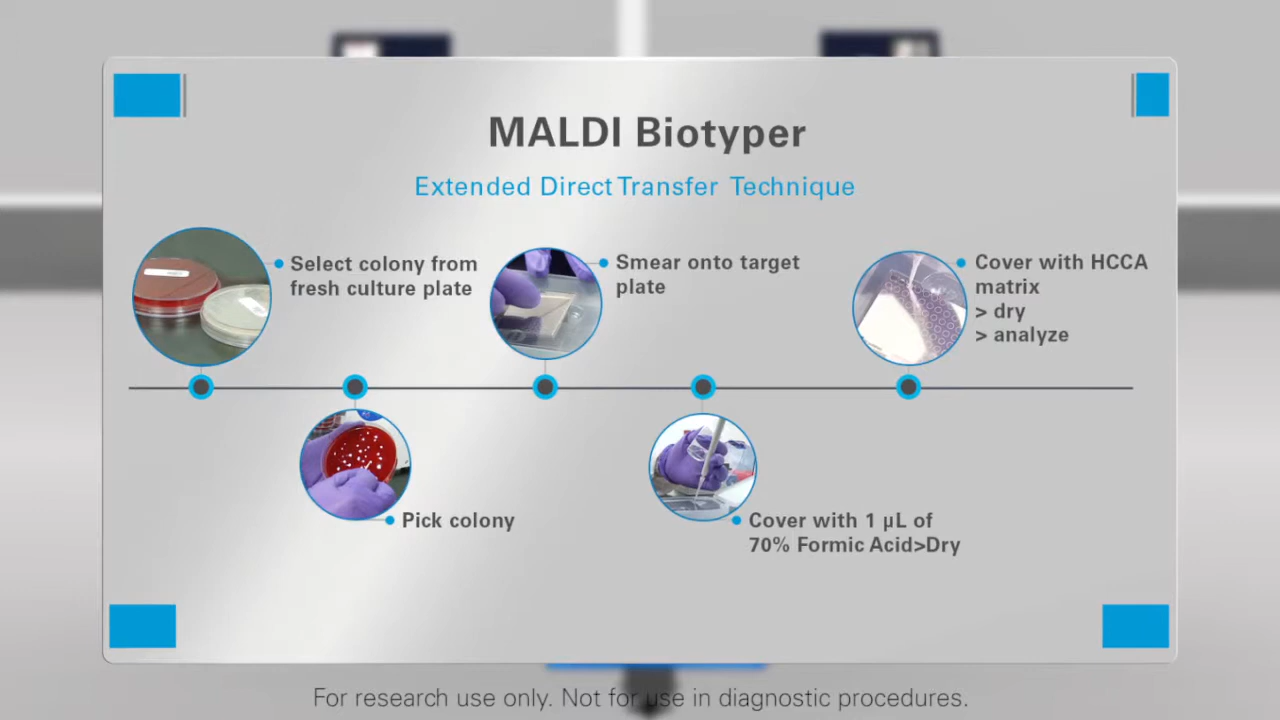 MALDI Biotyper
Extended Direct Transfer Technique
Select colony from
fresh culture plate
Pick colony
Smear onto target
plate
Cover with 1 µL of
70% Formic Acid>Dry
Cover with HCCA
matrix
> dry
> analyze
For research use only. Not for use in diagnostic procedures.